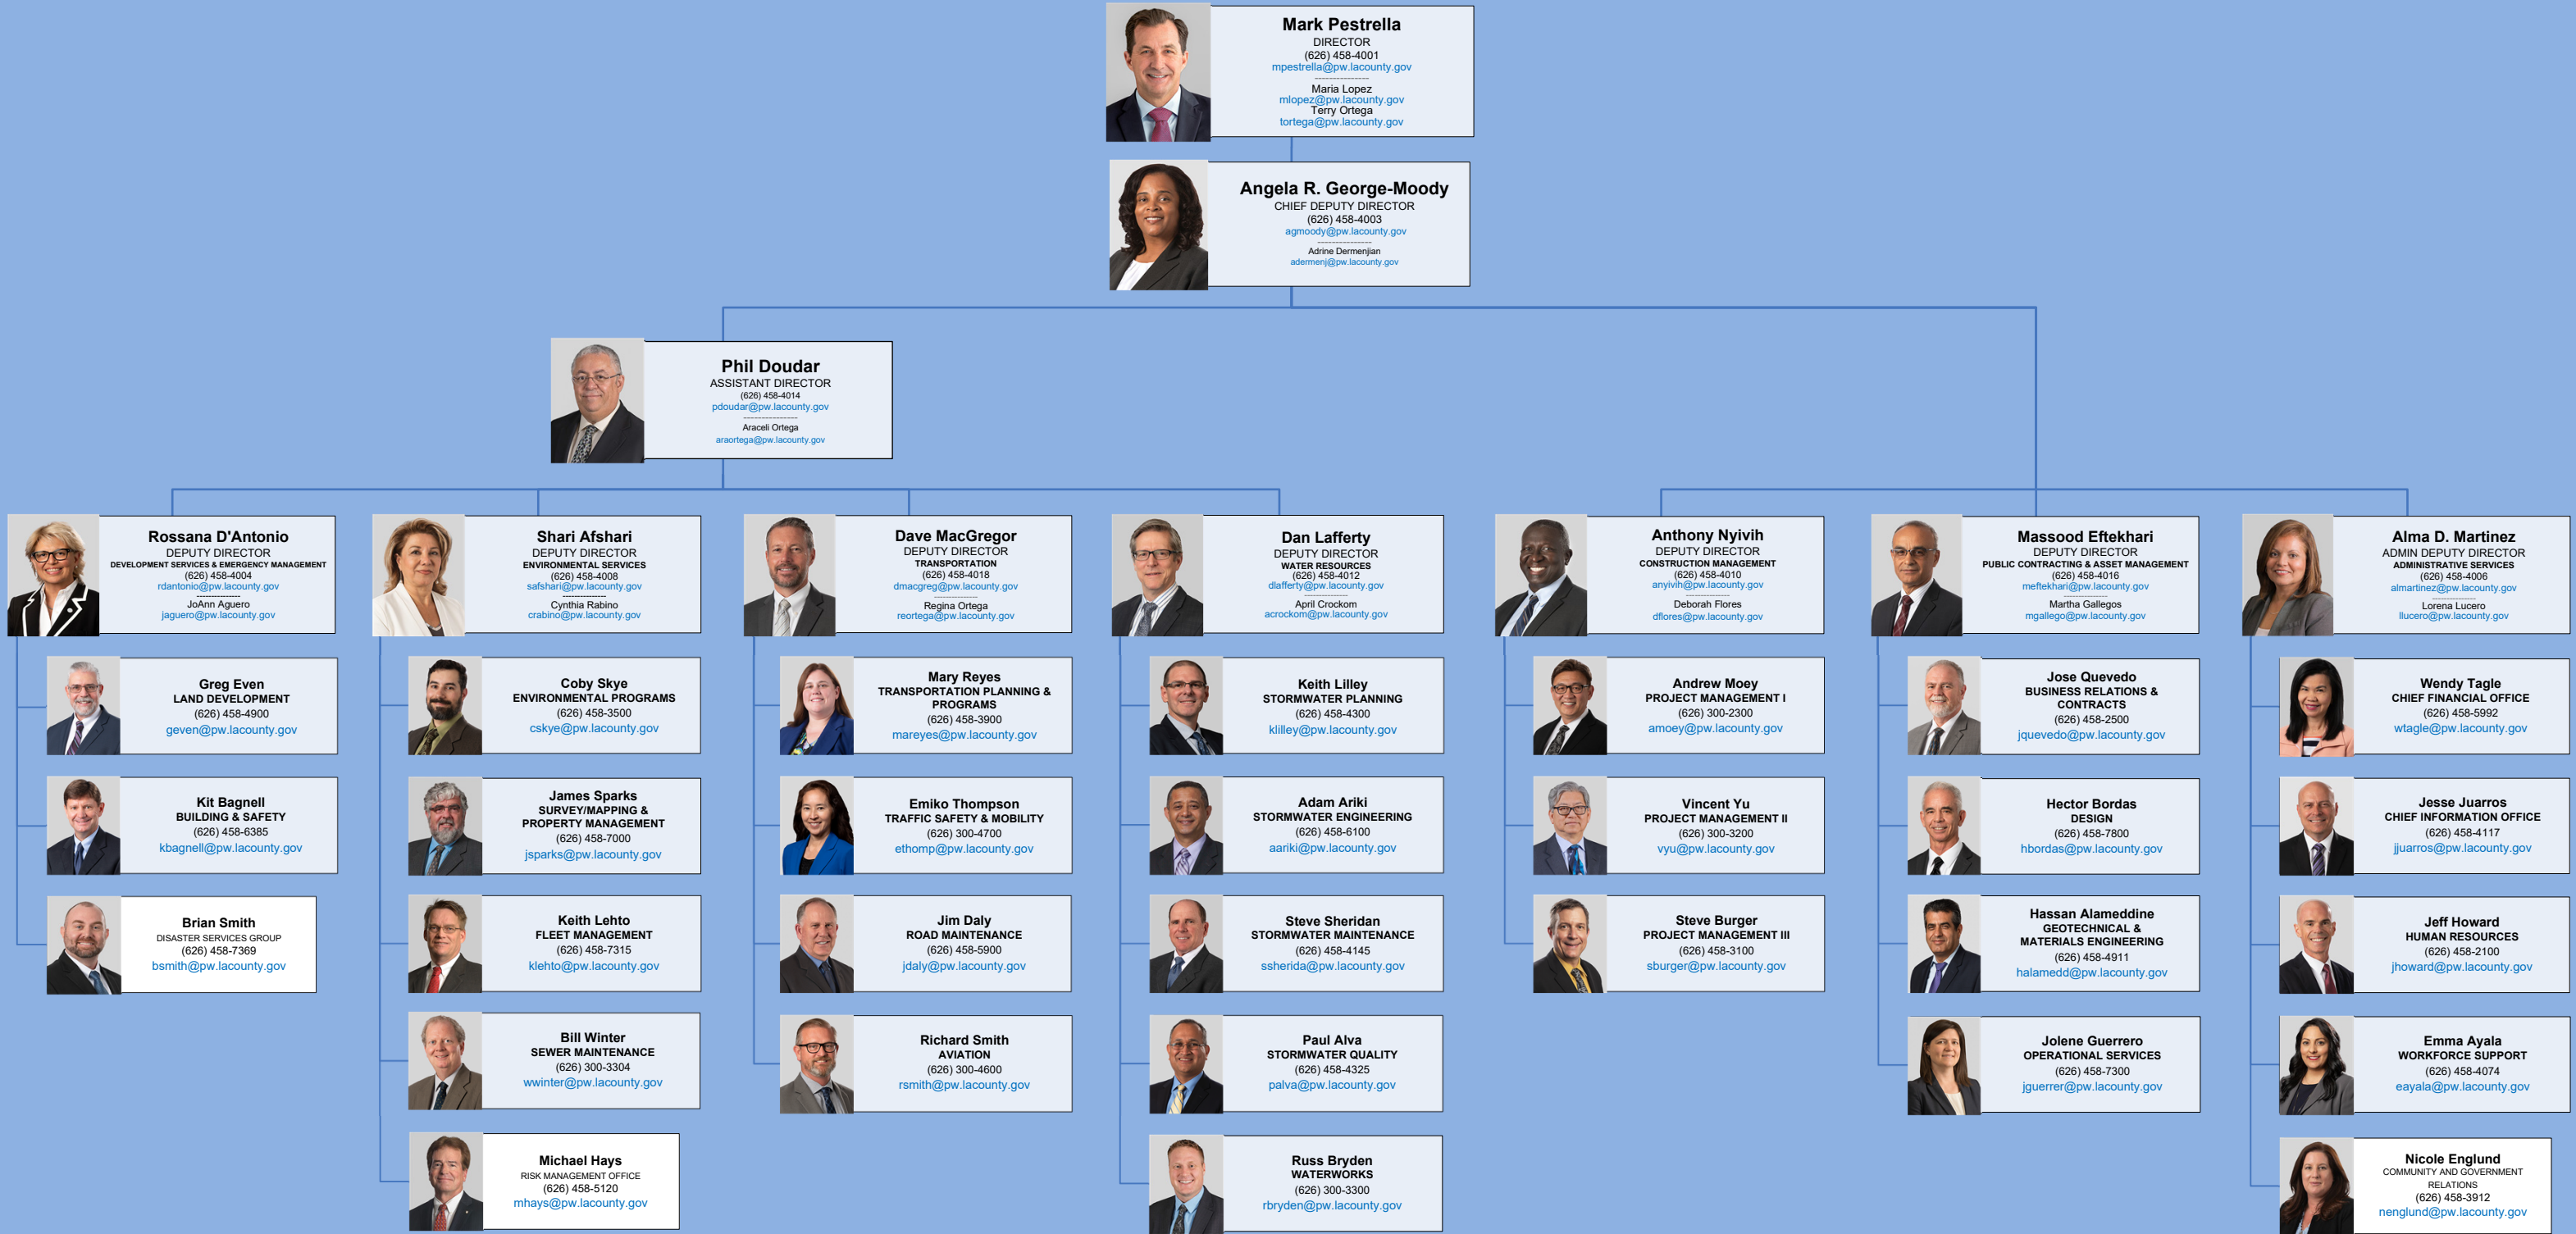 Mark Pestrella
DIRECTOR
(626) 458-4001
mpestrella@pw.lacounty.gov
---------------
Maria Lopez
mlopez@pw.lacounty.gov
Terry Ortega
tortega@pw.lacounty.gov
Angela R. George-Moody
CHIEF DEPUTY DIRECTOR
(626) 458-4003
agmoody@pw.lacounty.gov
---------------
Adrine Dermenjian
adermenj@pw.lacounty.gov
Phil Doudar
ASSISTANT DIRECTOR
(626) 458-4014
pdoudar@pw.lacounty.gov
---------------
Araceli Ortega
araortega@pw.lacounty.gov
Rossana D'Antonio
DEPUTY DIRECTOR
DEVELOPMENT SERVICES & EMERGENCY MANAGEMENT
(626) 458-4004
rdantonio@pw.lacounty.gov
---------------
JoAnn Aguero
jaguero@pw.lacounty.gov
Greg Even
LAND DEVELOPMENT
(626) 458-4900
geven@pw.lacounty.gov
Kit Bagnell
BUILDING & SAFETY
(626) 458-6385
kbagnell@pw.lacounty.gov
Brian Smith
DISASTER SERVICES GROUP
(626) 458-7369
bsmith@pw.lacounty.gov
Shari Afshari
DEPUTY DIRECTOR
ENVIRONMENTAL SERVICES
(626) 458-4008
safshari@pw.lacounty.gov
---------------
Cynthia Rabino
crabino@pw.lacounty.gov
Coby Skye
ENVIRONMENTAL PROGRAMS
(626) 458-3500
cskye@pw.lacounty.gov
James Sparks
SURVEY/MAPPING &
PROPERTY MANAGEMENT
(626) 458-7000
jsparks@pw.lacounty.gov
Keith Lehto
FLEET MANAGEMENT
(626) 458-7315
klehto@pw.lacounty.gov
Bill Winter
SEWER MAINTENANCE
(626) 300-3304
wwinter@pw.lacounty.gov
Michael Hays
RISK MANAGEMENT OFFICE
(626) 458-5120
mhays@pw.lacounty.gov
Dave MacGregor
DEPUTY DIRECTOR
TRANSPORTATION
(626) 458-4018
dmacgreg@pw.lacounty.gov
---------------
Regina Ortega
reortega@pw.lacounty.gov
Mary Reyes
TRANSPORTATION PLANNING &
PROGRAMS
(626) 458-3900
mareyes@pw.lacounty.gov
Emiko Thompson
TRAFFIC SAFETY & MOBILITY
(626) 300-4700
ethomp@pw.lacounty.gov
Jim Daly
ROAD MAINTENANCE
(626) 458-5900
jdaly@pw.lacounty.gov
Richard Smith
AVIATION
(626) 300-4600
rsmith@pw.lacounty.gov
Dan Lafferty
DEPUTY DIRECTOR
WATER RESOURCES
(626) 458-4012
dlafferty@pw.lacounty.gov
---------------
April Crockom
acrockom@pw.lacounty.gov
Keith Lilley
STORMWATER PLANNING
(626) 458-4300
klilley@pw.lacounty.gov
Adam Ariki
STORMWATER ENGINEERING
(626) 458-6100
aariki@pw.lacounty.gov
Steve Sheridan
STORMWATER MAINTENANCE
(626) 458-4145
ssherida@pw.lacounty.gov
Paul Alva
STORMWATER QUALITY
(626) 458-4325
palva@pw.lacounty.gov
Russ Bryden
WATERWORKS
(626) 300-3300
rbryden@pw.lacounty.gov
Anthony Nyivih
DEPUTY DIRECTOR
CONSTRUCTION MANAGEMENT
(626) 458-4010
anyivih@pw.lacounty.gov
---------------
Deborah Flores
dflores@pw.lacounty.gov
Andrew Moey
PROJECT MANAGEMENT I
(626) 300-2300
amoey@pw.lacounty.gov
Vincent Yu
PROJECT MANAGEMENT II
(626) 300-3200
vyu@pw.lacounty.gov
Steve Burger
PROJECT MANAGEMENT III
(626) 458-3100
sburger@pw.lacounty.gov
Massood Eftekhari
DEPUTY DIRECTOR
PUBLIC CONTRACTING & ASSET MANAGEMENT
(626) 458-4016
meftekhari@pw.lacounty.gov
---------------
Martha Gallegos
mgallego@pw.lacounty.gov
Jose Quevedo
BUSINESS RELATIONS &
CONTRACTS
(626) 458-2500
jquevedo@pw.lacounty.gov
Hector Bordas
DESIGN
(626) 458-7800
hbordas@pw.lacounty.gov
Hassan Alameddine
GEOTECHNICAL &
MATERIALS ENGINEERING
(626) 458-4911
halamedd@pw.lacounty.gov
Jolene Guerrero
OPERATIONAL SERVICES
(626) 458-7300
jguerrer@pw.lacounty.gov
Alma D. Martinez
ADMIN DEPUTY DIRECTOR
ADMINISTRATIVE SERVICES
(626) 458-4006
almartinez@pw.lacounty.gov
---------------
Lorena Lucero
llucero@pw.lacounty.gov
Wendy Tagle
CHIEF FINANCIAL OFFICE
(626) 458-5992
wtagle@pw.lacounty.gov
Jesse Juarros
CHIEF INFORMATION OFFICE
(626) 458-4117
jjuarros@pw.lacounty.gov
Jeff Howard
HUMAN RESOURCES
(626) 458-2100
jhoward@pw.lacounty.gov
Emma Ayala
WORKFORCE SUPPORT
(626) 458-4074
eayala@pw.lacounty.gov
Nicole Englund
COMMUNITY AND GOVERNMENT
RELATIONS
(626) 458-3912
nenglund@pw.lacounty.gov